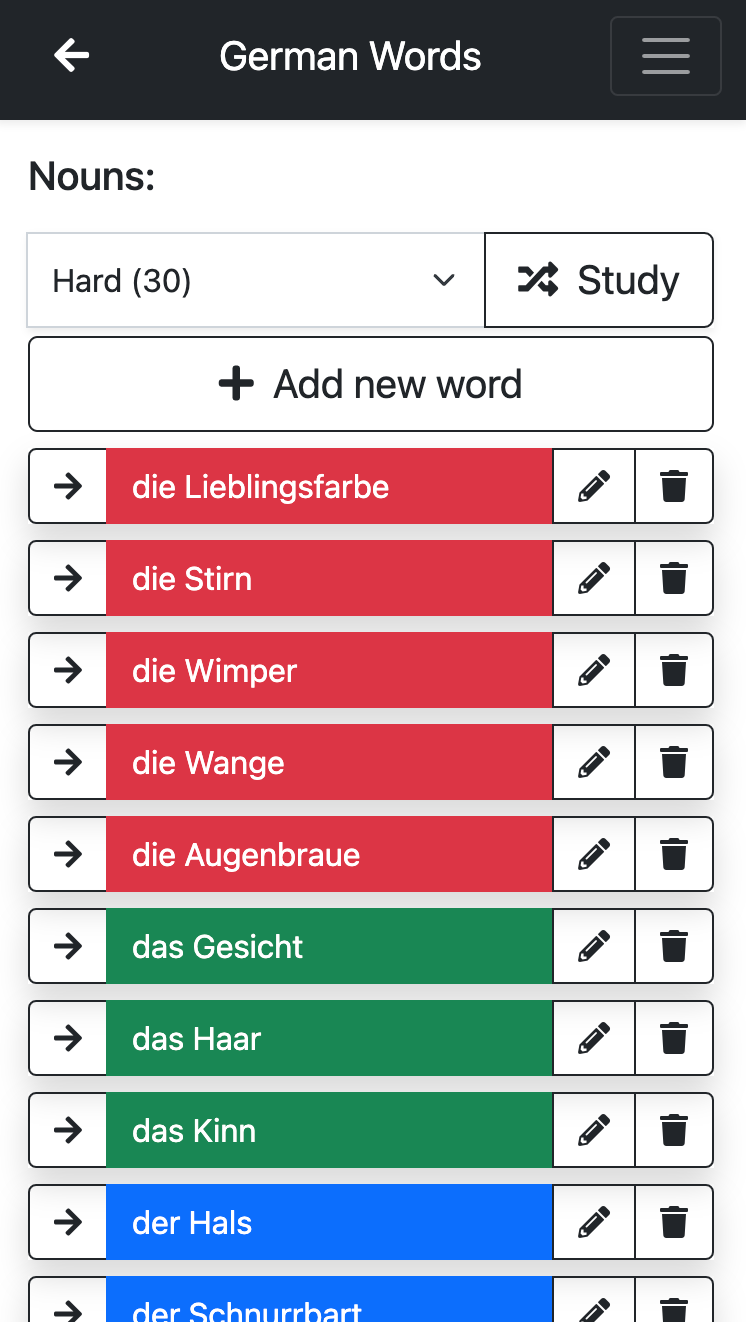 German Words
Nouns:
Hard (30)
Study
Add new word
die Lieblingsfarbe
die Stirn
die Wimper
die Wange
die Augenbraue
das Gesicht
das Haar
das Kinn
der Hals
der Schnurrbart